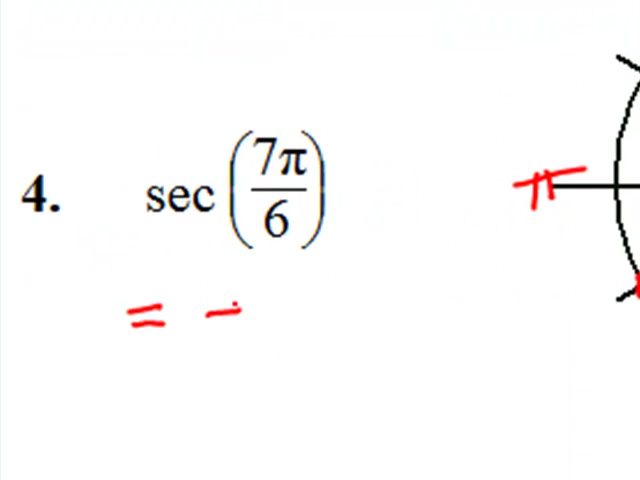 4. sec(7π/6)
π
= -